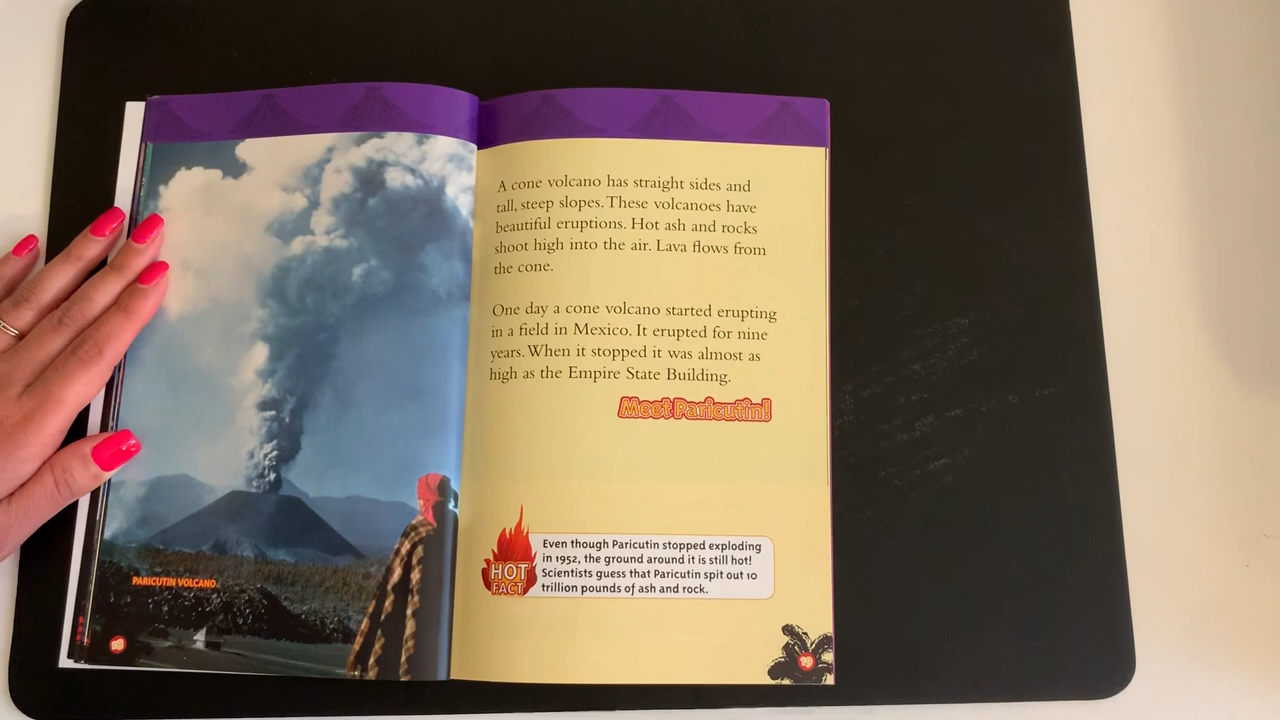 PARICUTIN VOLCANO
18
A cone volcano has straight sides and
tall, steep slopes. These volcanoes have
beautiful eruptions. Hot ash and rocks
shoot high into the air. Lava flows from
the cone.
One day a cone volcano started erupting
in a field in Mexico. It erupted for nine
years. When it stopped it was almost as
high as the Empire State Building.
Meet Paricutin!
HOT
FACT
Even though Paricutin stopped exploding
in 1952, the ground around it is still hot!
Scientists guess that Paricutin spit out 10
trillion pounds of ash and rock.
19